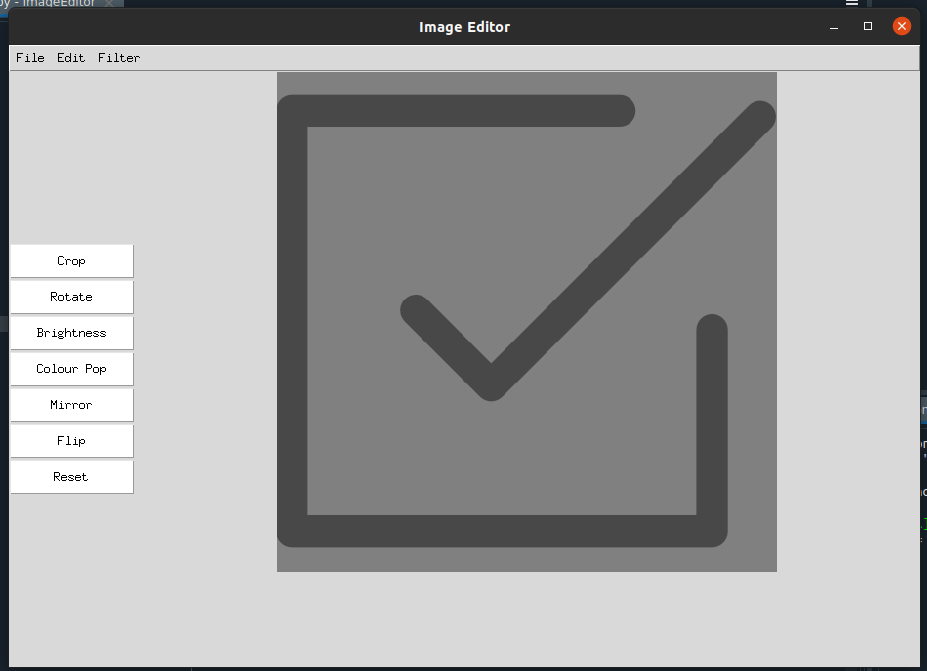 py - ImageEditor
Image Editor
File Edit Filter
Crop
Rotate
Brightness
Colour Pop
Mirror
Flip
Reset